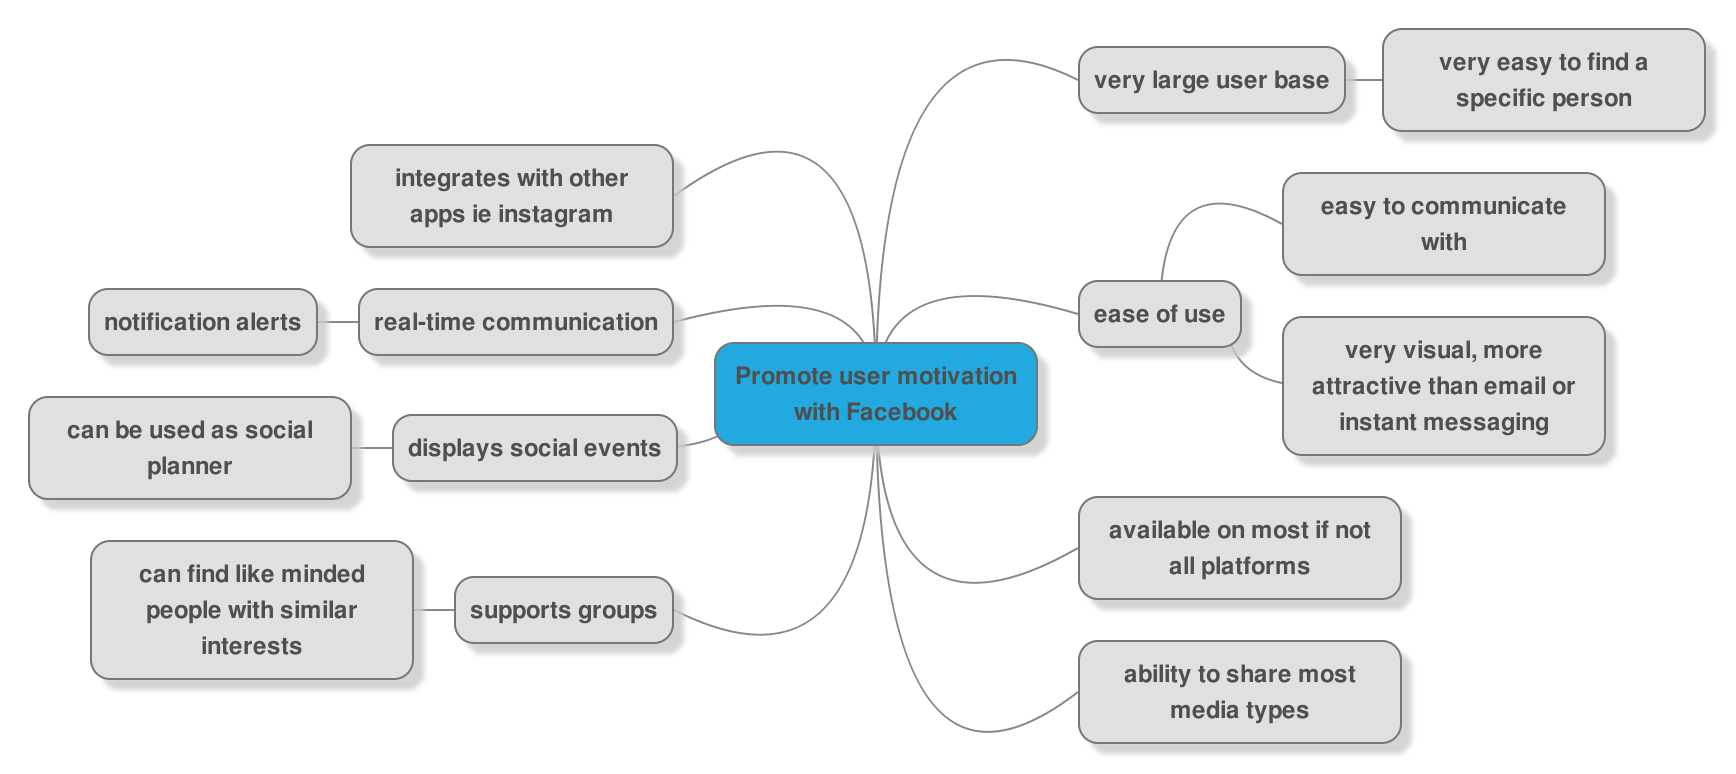 Promote user motivation
with Facebook
very large user base
very easy to find a
specific person
ease of use
easy to communicate
with
very visual, more
attractive than email or
instant messaging
available on most if not
all platforms
ability to share most
media types
integrates with other
apps ie instagram
real-time communication
notification alerts
displays social events
can be used as social
planner
supports groups
can find like minded
people with similar
interests